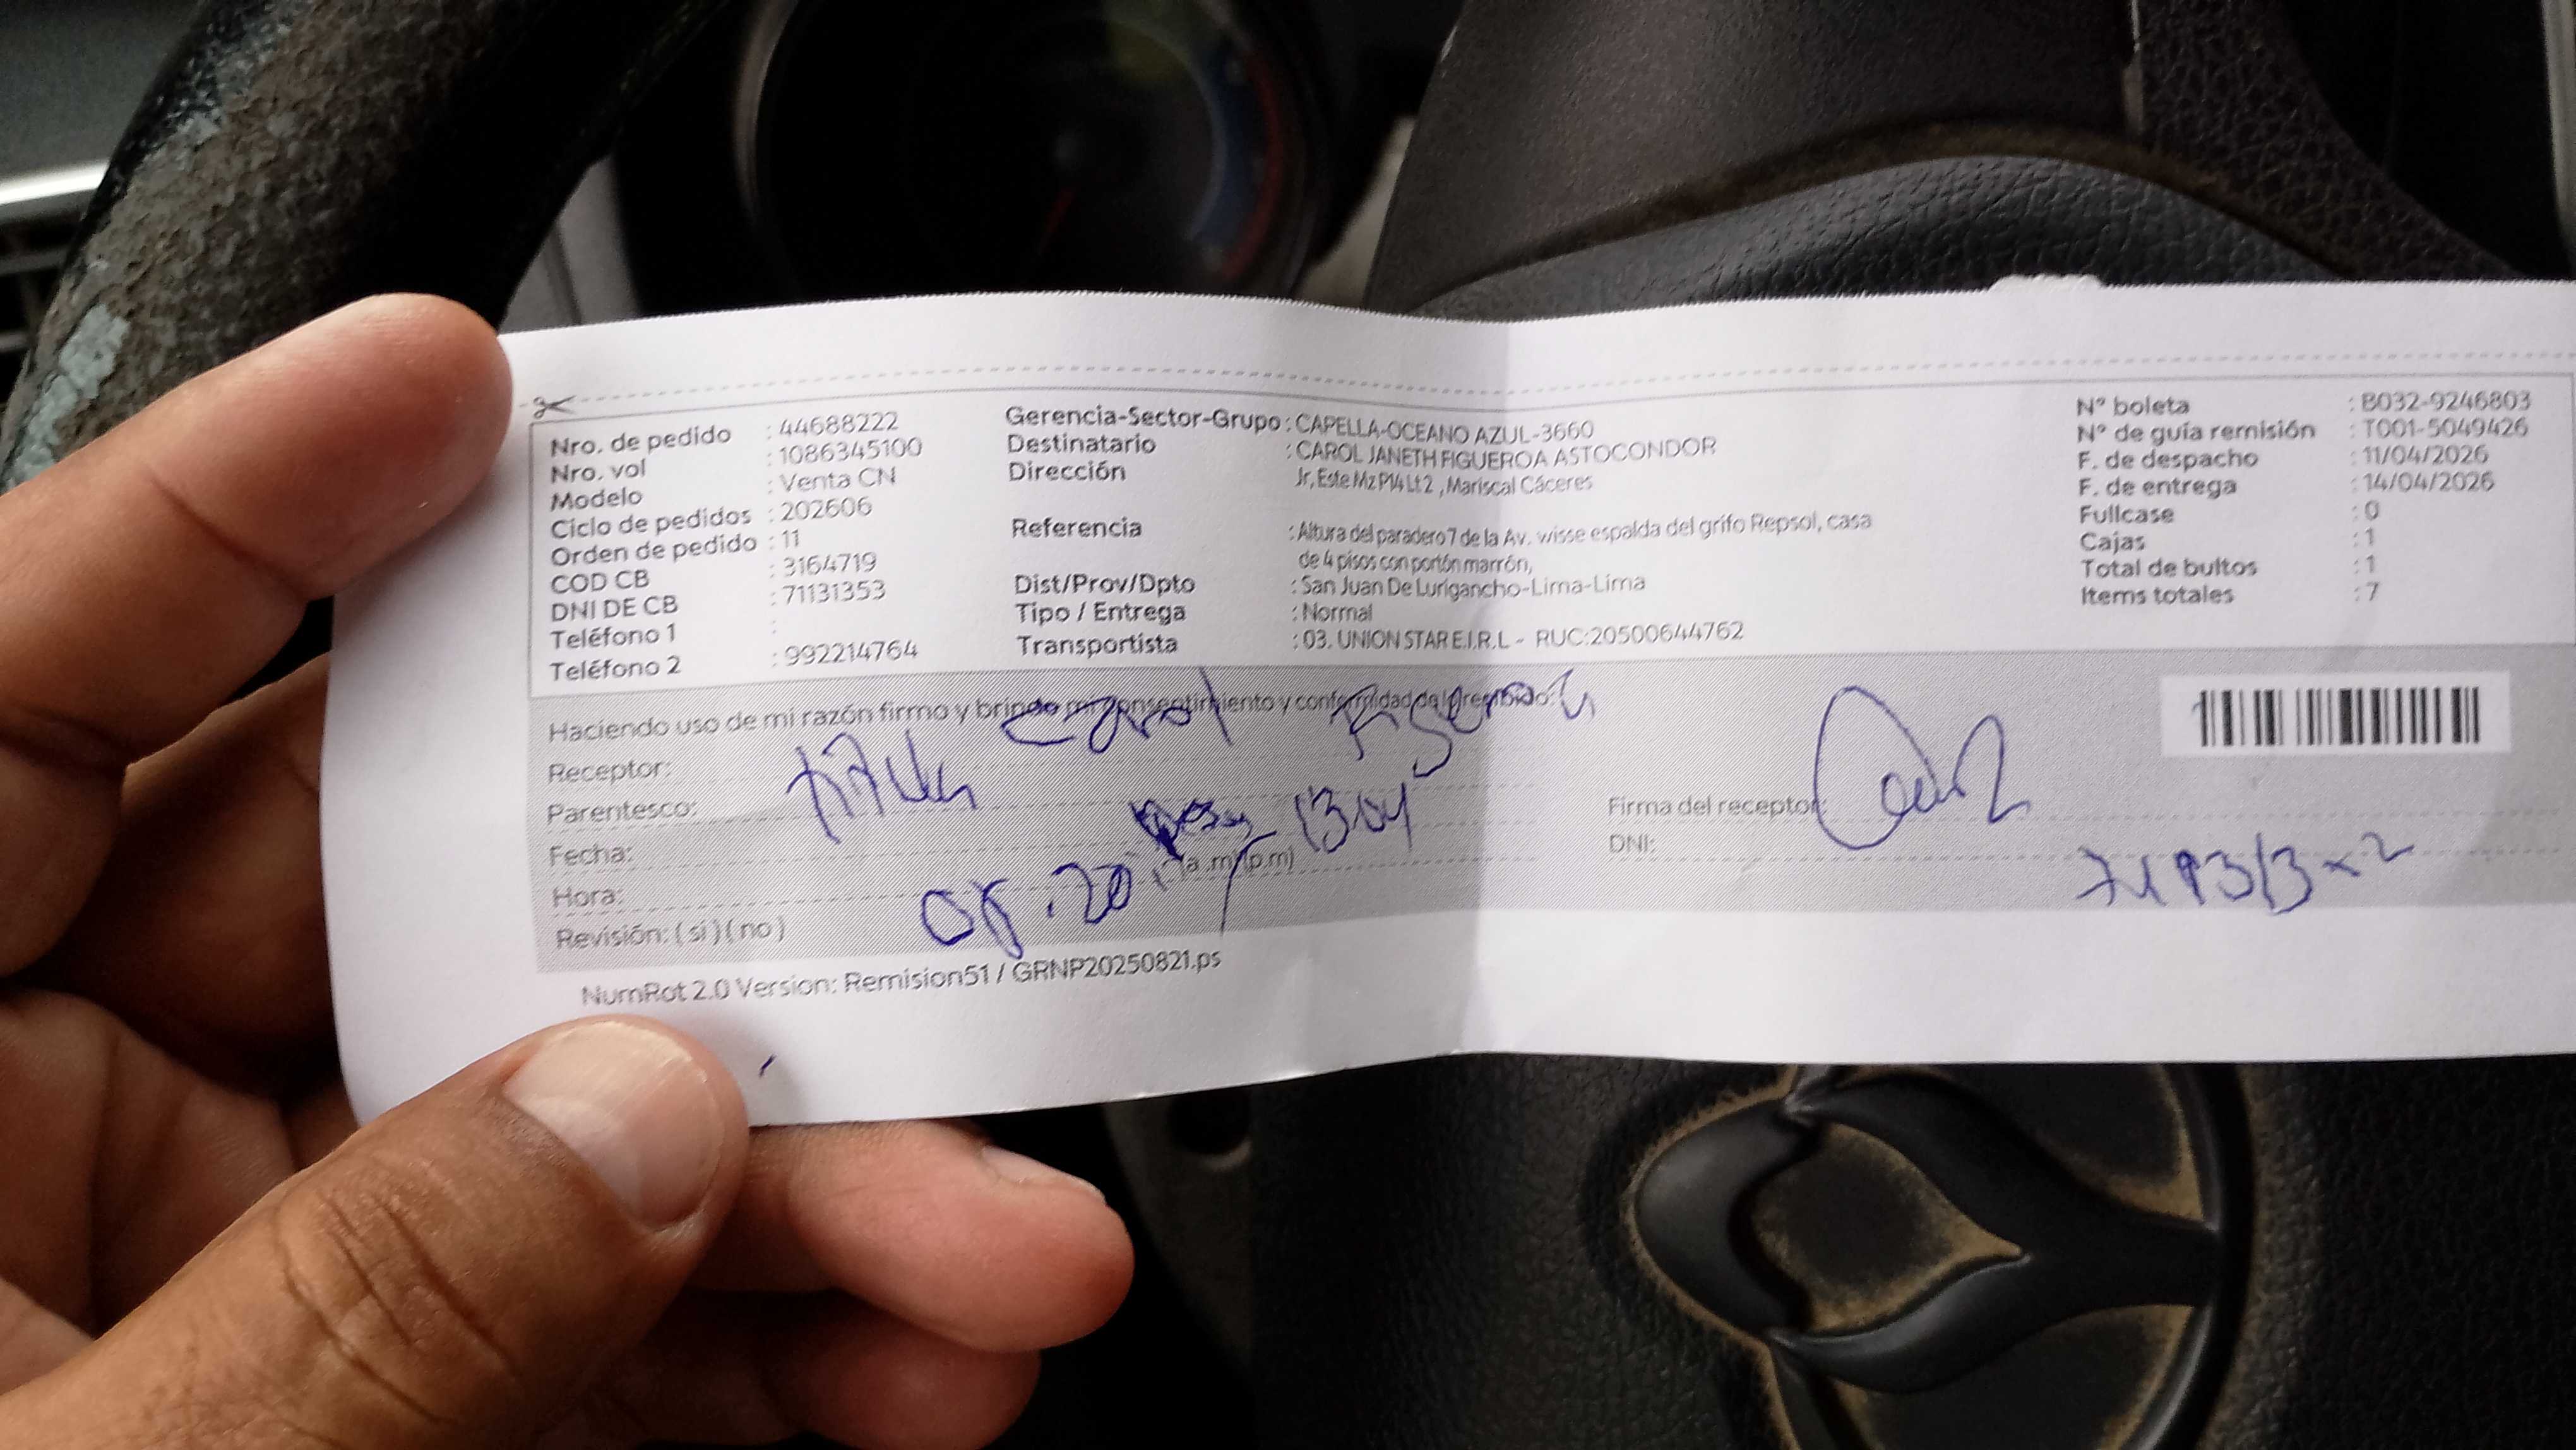 Nro. de pedido : 44688222
Nro. vol : 1086345100
Modelo : Venta CN
Ciclo de pedidos : 202606
Orden de pedido : 11
COD CB : 3164719
DNI DE CB : 71131353
Teléfono 1 :
Teléfono 2 : 992214764
Gerencia-Sector-Grupo : CAPELLA-OCEANO AZUL-3660
Destinatario : CAROL JANETH FIGUEROA ASTOCONDOR
Dirección Jr, Este Mz P14 Lt 2 , Mariscal Cáceres
Referencia : Altura del paradero 7 de la Av. wisse espalda del grifo Repsol, casa
de 4 pisos con portón marrón,
Dist/Prov/Dpto : San Juan De Lurigancho-Lima-Lima
Tipo / Entrega : Normal
Transportista : 03. UNION STAR E.I.R.L - RUC:20500644762
N° boleta : B032-9246803
N° de guía remisión : T001-5049426
F. de despacho : 11/04/2026
F. de entrega : 14/04/2026
Fullcase : 0
Cajas : 1
Total de bultos : 1
Items totales : 7
Haciendo uso de mi razón firmo y brindo mi consentimiento y conformidad de lo recibido:
Receptor: Carol Figueroa
Parentesco: titular
Fecha:
Hora: (a.m) (p.m)
Revisión: ( si ) ( no )
Firma del receptor:
DNI:
NumRot 2.0 Version: Remision51 / GRNP20250821.ps